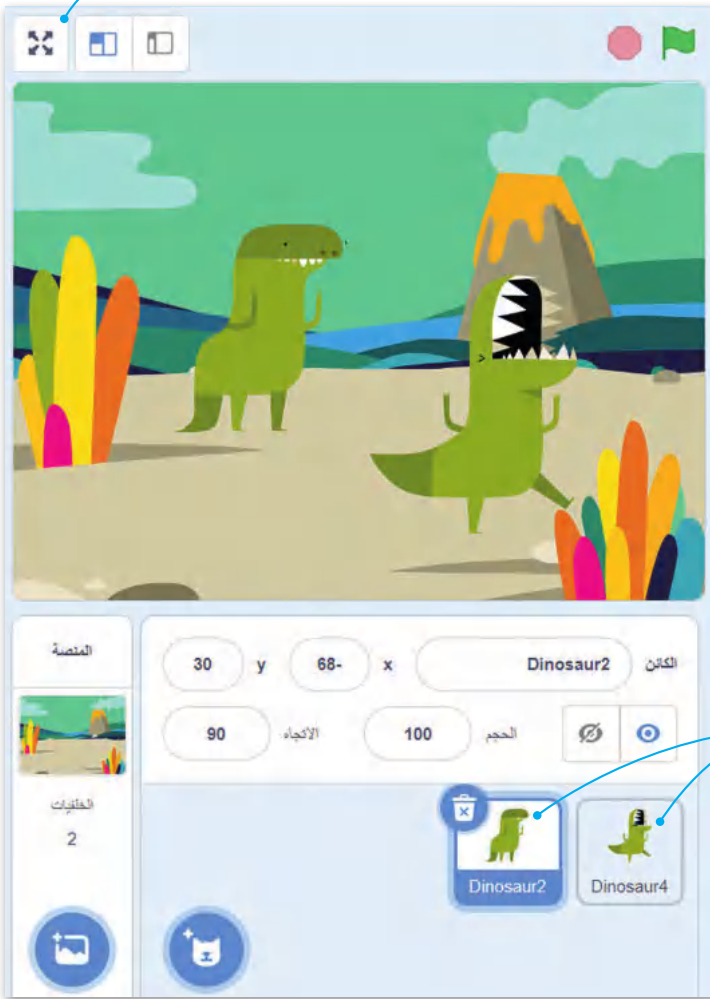 المنصة
الكائن Dinosaur2 x 68- y 30
الحجم 100 الاتجاه 90
الخلفيات
2
Dinosaur2
Dinosaur4